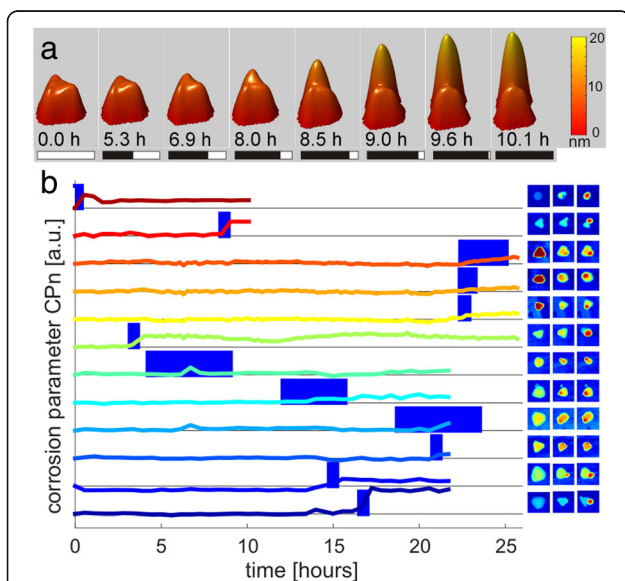 a
0.0 h 5.3 h 6.9 h 8.0 h 8.5 h 9.0 h 9.6 h 10.1 h
20
0
nm
b
corrosion parameter CPn [a.u.]
0 5 10 15 20 25
time [hours]